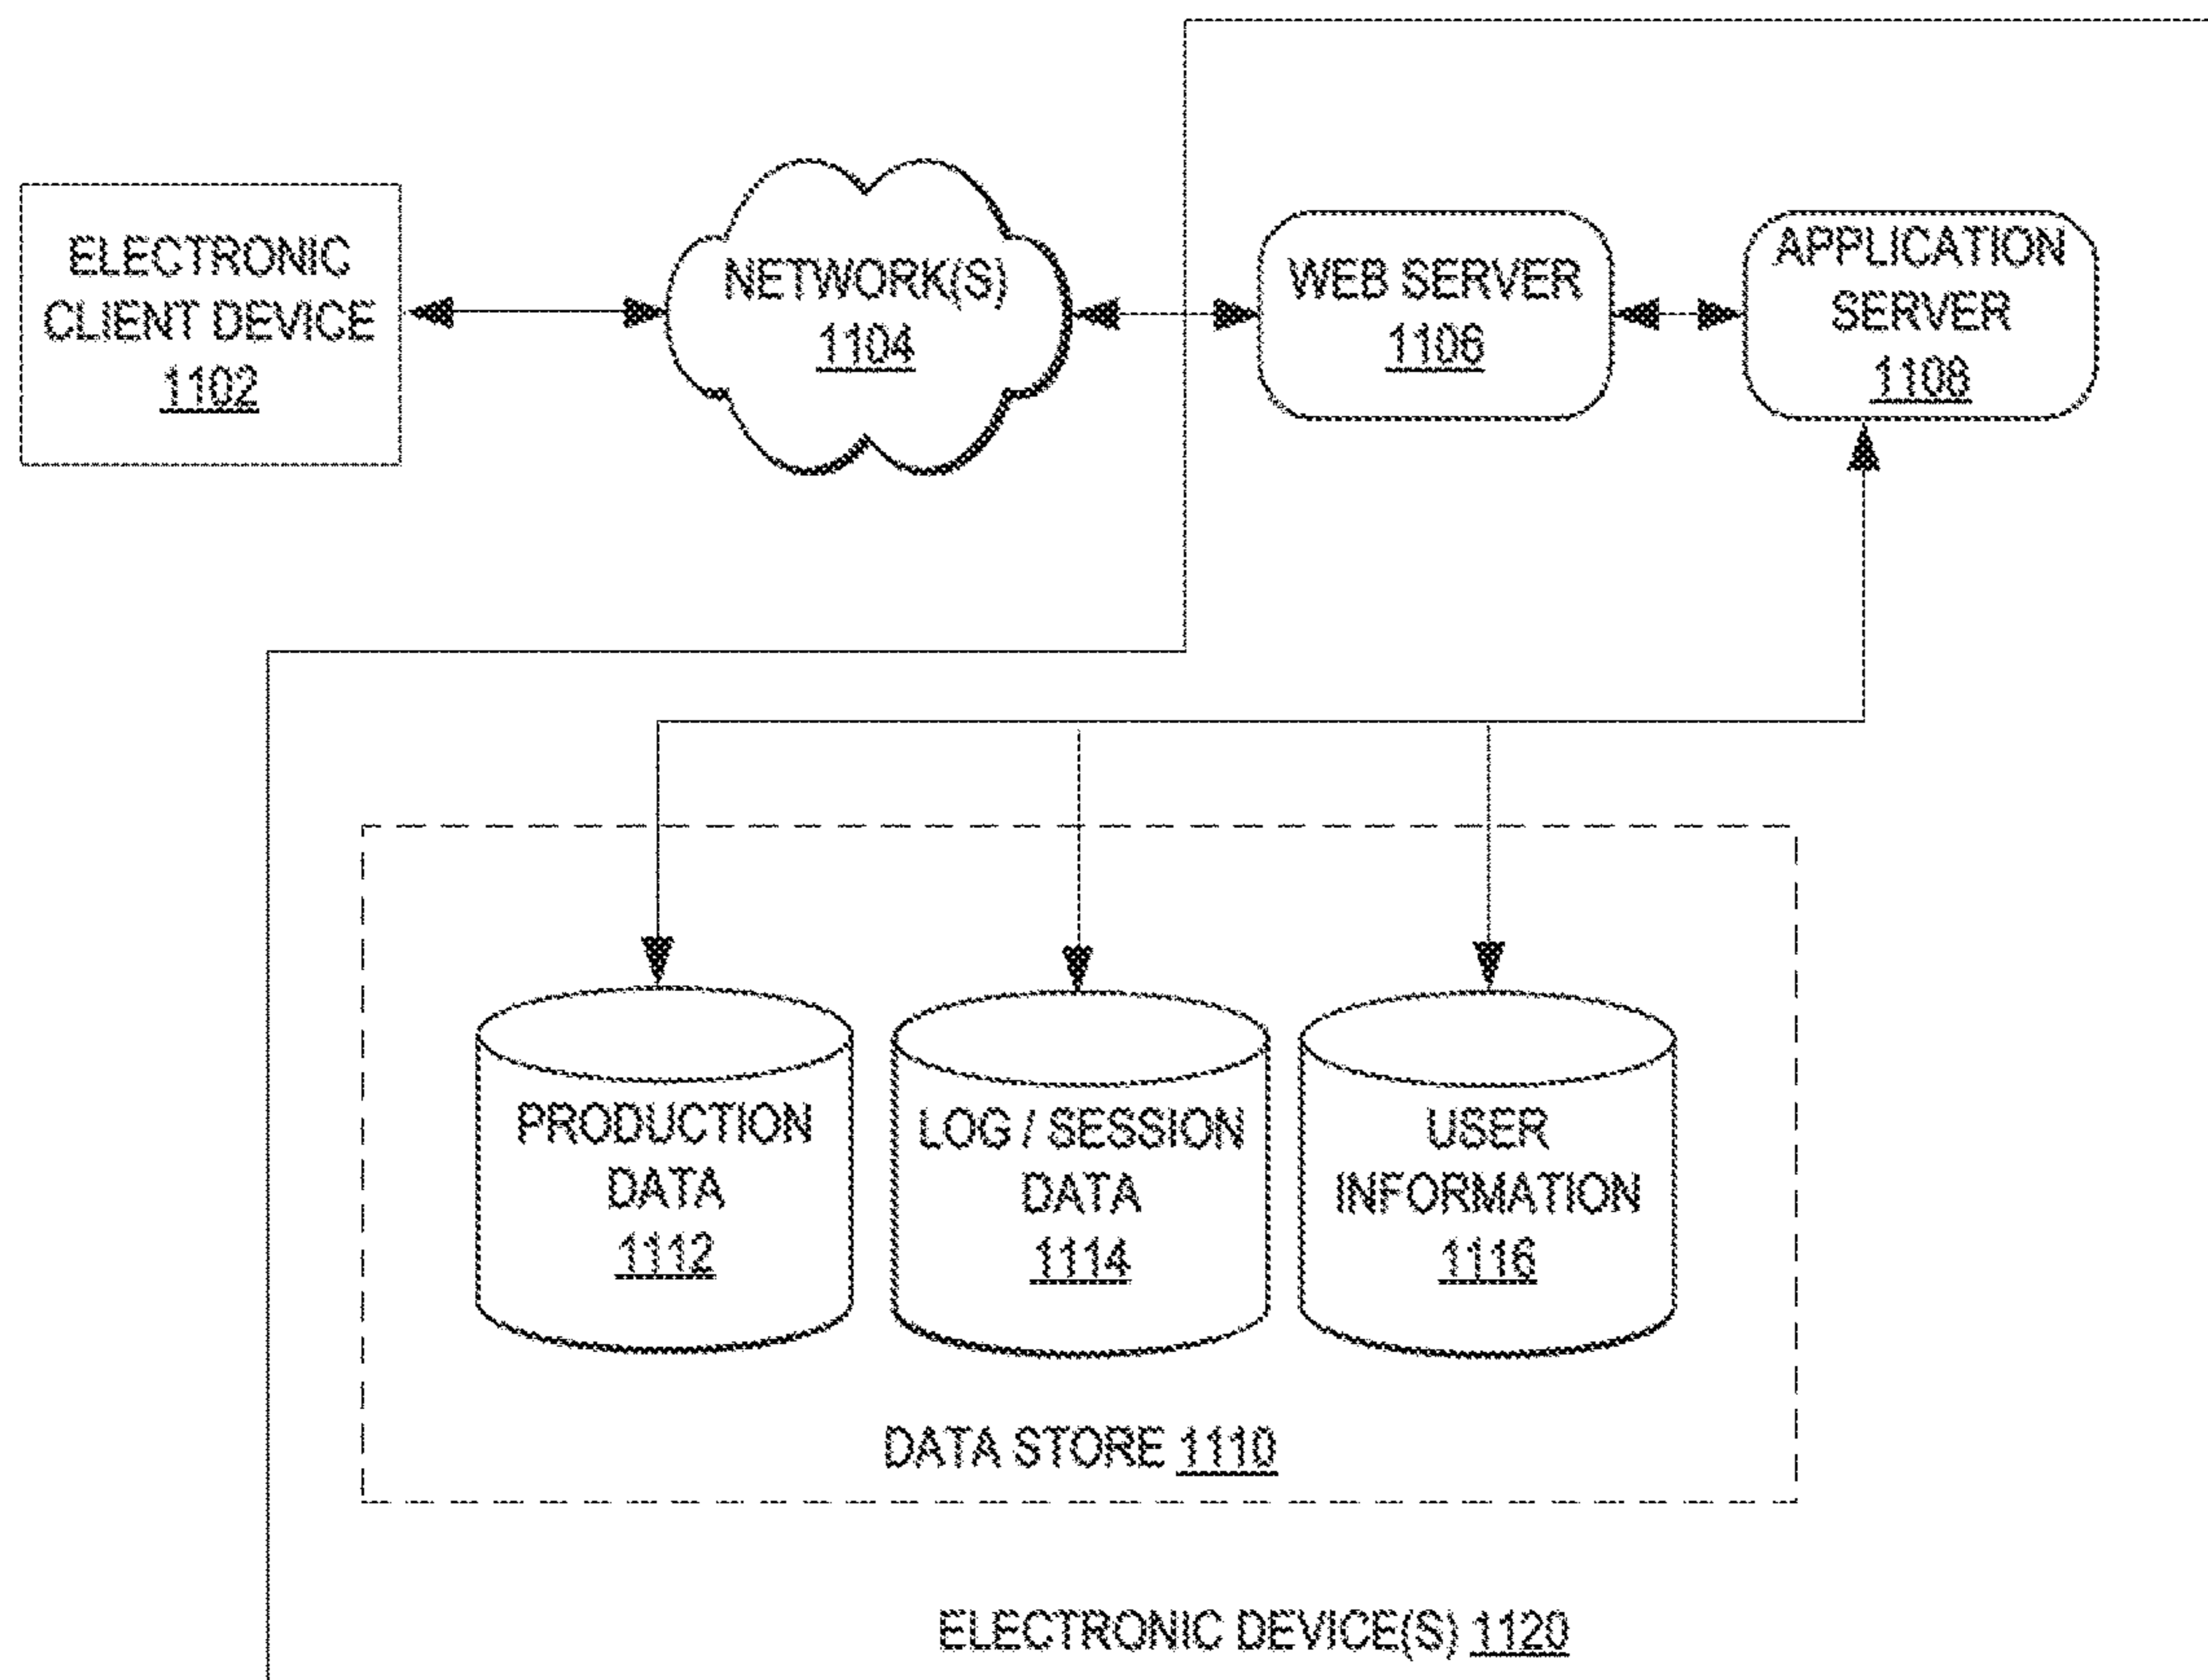 ELECTRONIC
CLIENT DEVICE
1102
NETWORK(S)
1104
WEB SERVER
1106
APPLICATION
SERVER
1108
PRODUCTION
DATA
1112
LOG / SESSION
DATA
1114
USER
INFORMATION
1116
DATA STORE 1110
ELECTRONIC DEVICE(S) 1120